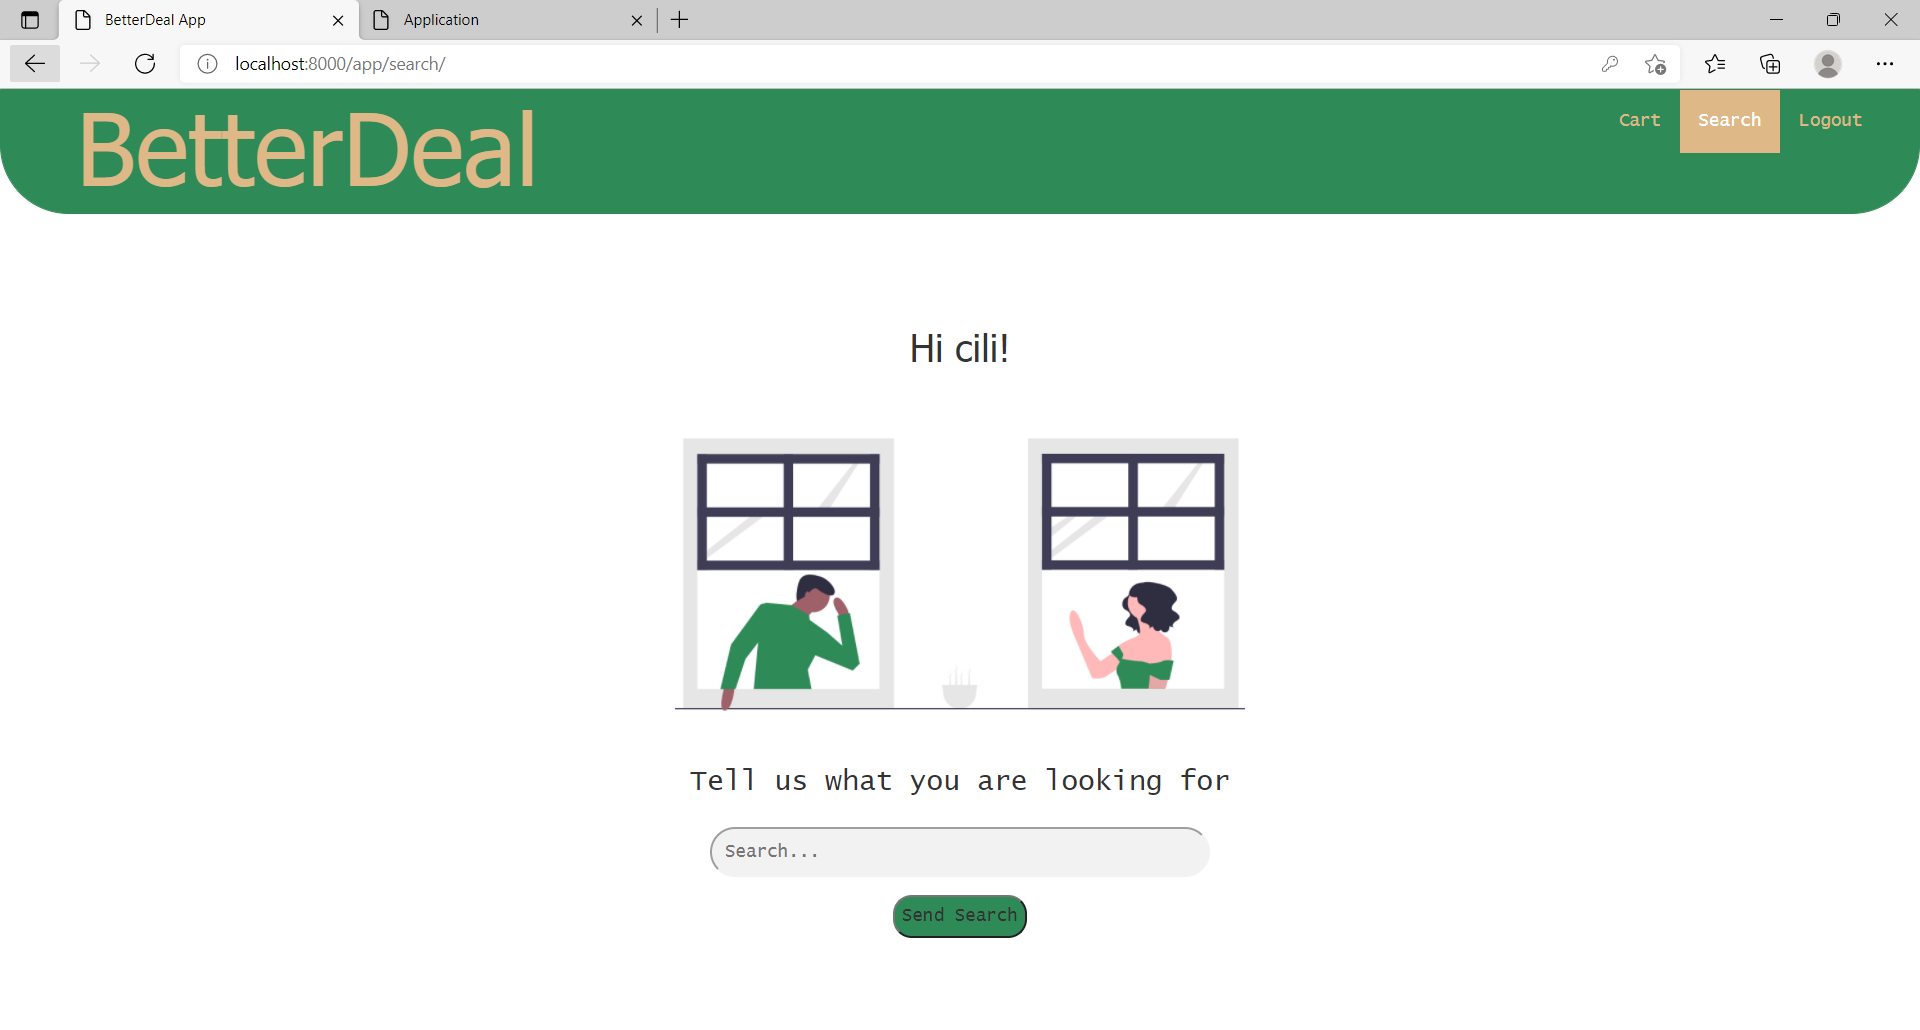 BetterDeal App
Application
localhost:8000/app/search/
BetterDeal
Cart Search Logout
Hi cili!
Tell us what you are looking for
Search...
Send Search